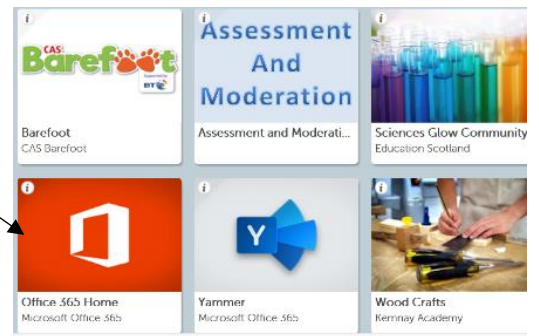 CAS
Barefoot
Supported by
BT
Barefoot
CAS Barefoot
Assessment
And
Moderation
Assessment and Moderati...
Sciences Glow Community
Education Scotland
Office 365 Home
Microsoft Office 365
Y
Yammer
Microsoft Office 365
Wood Crafts
Kemnay Academy